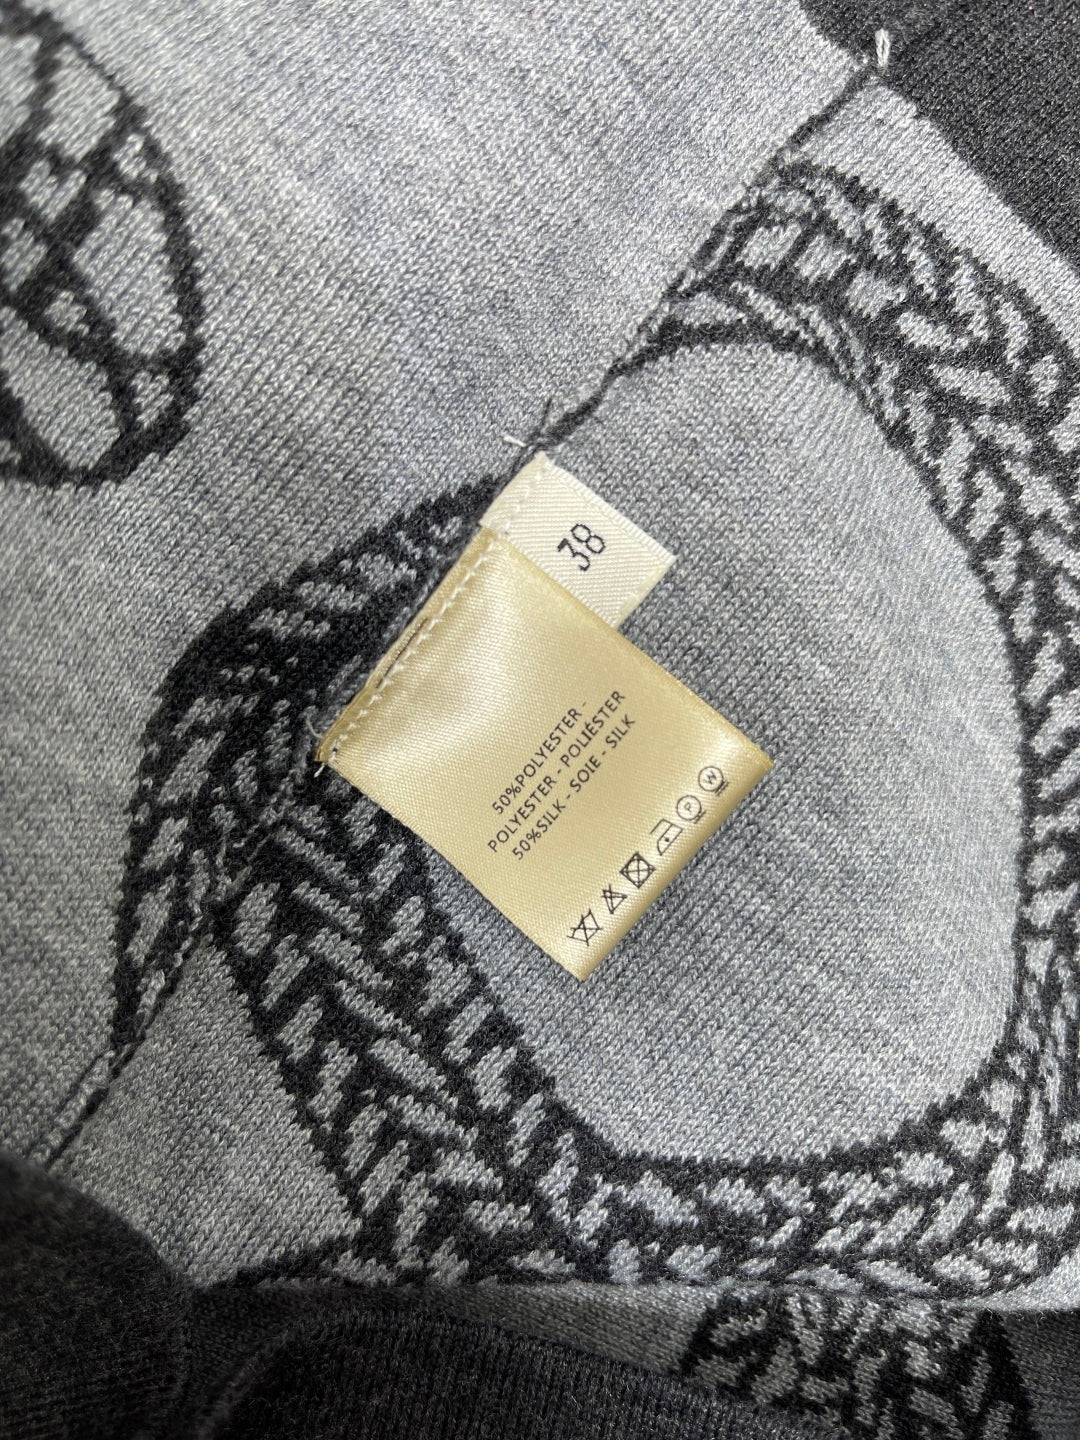 38
50%POLYESTER -
POLYESTER - POLIÉSTER
50%SILK - SOIE - SILK
P W